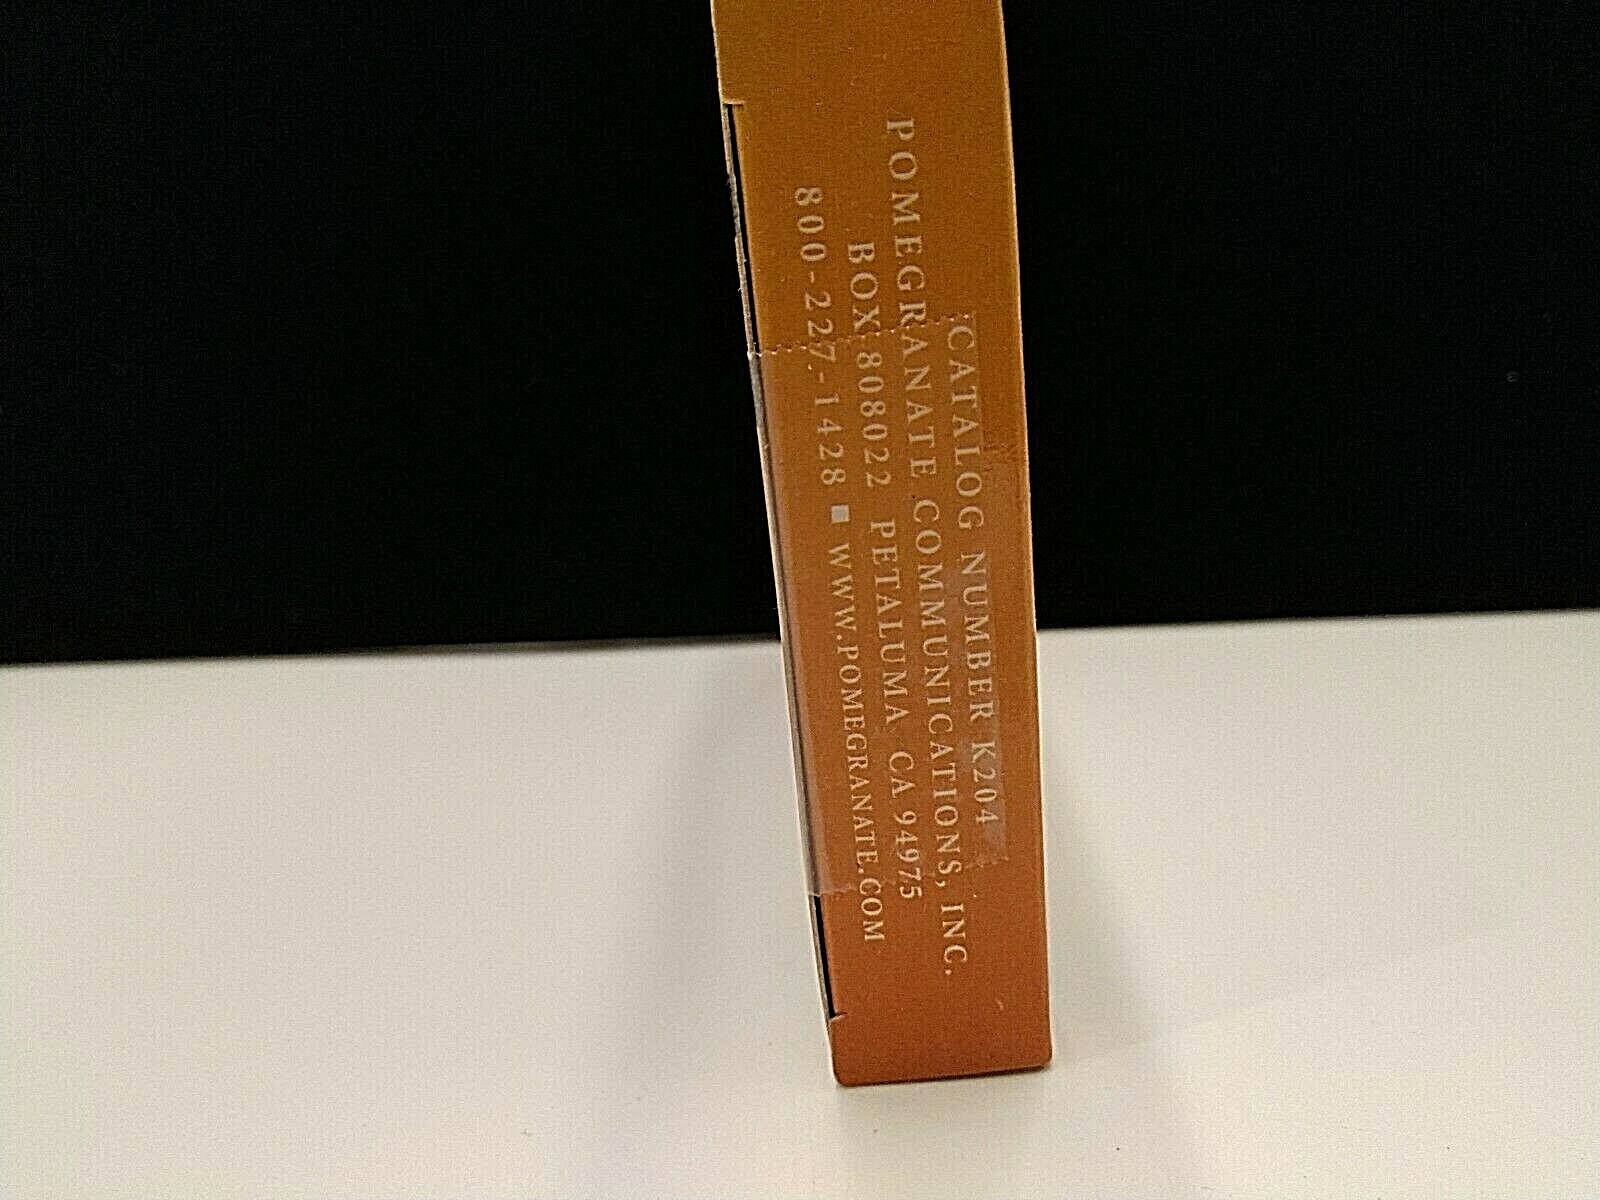 CATALOG NUMBER K204
POMEGRANATE COMMUNICATIONS, INC.
BOX 808022 PETALUMA CA 94975
800-227-1428 ■ WWW.POMEGRANATE.COM